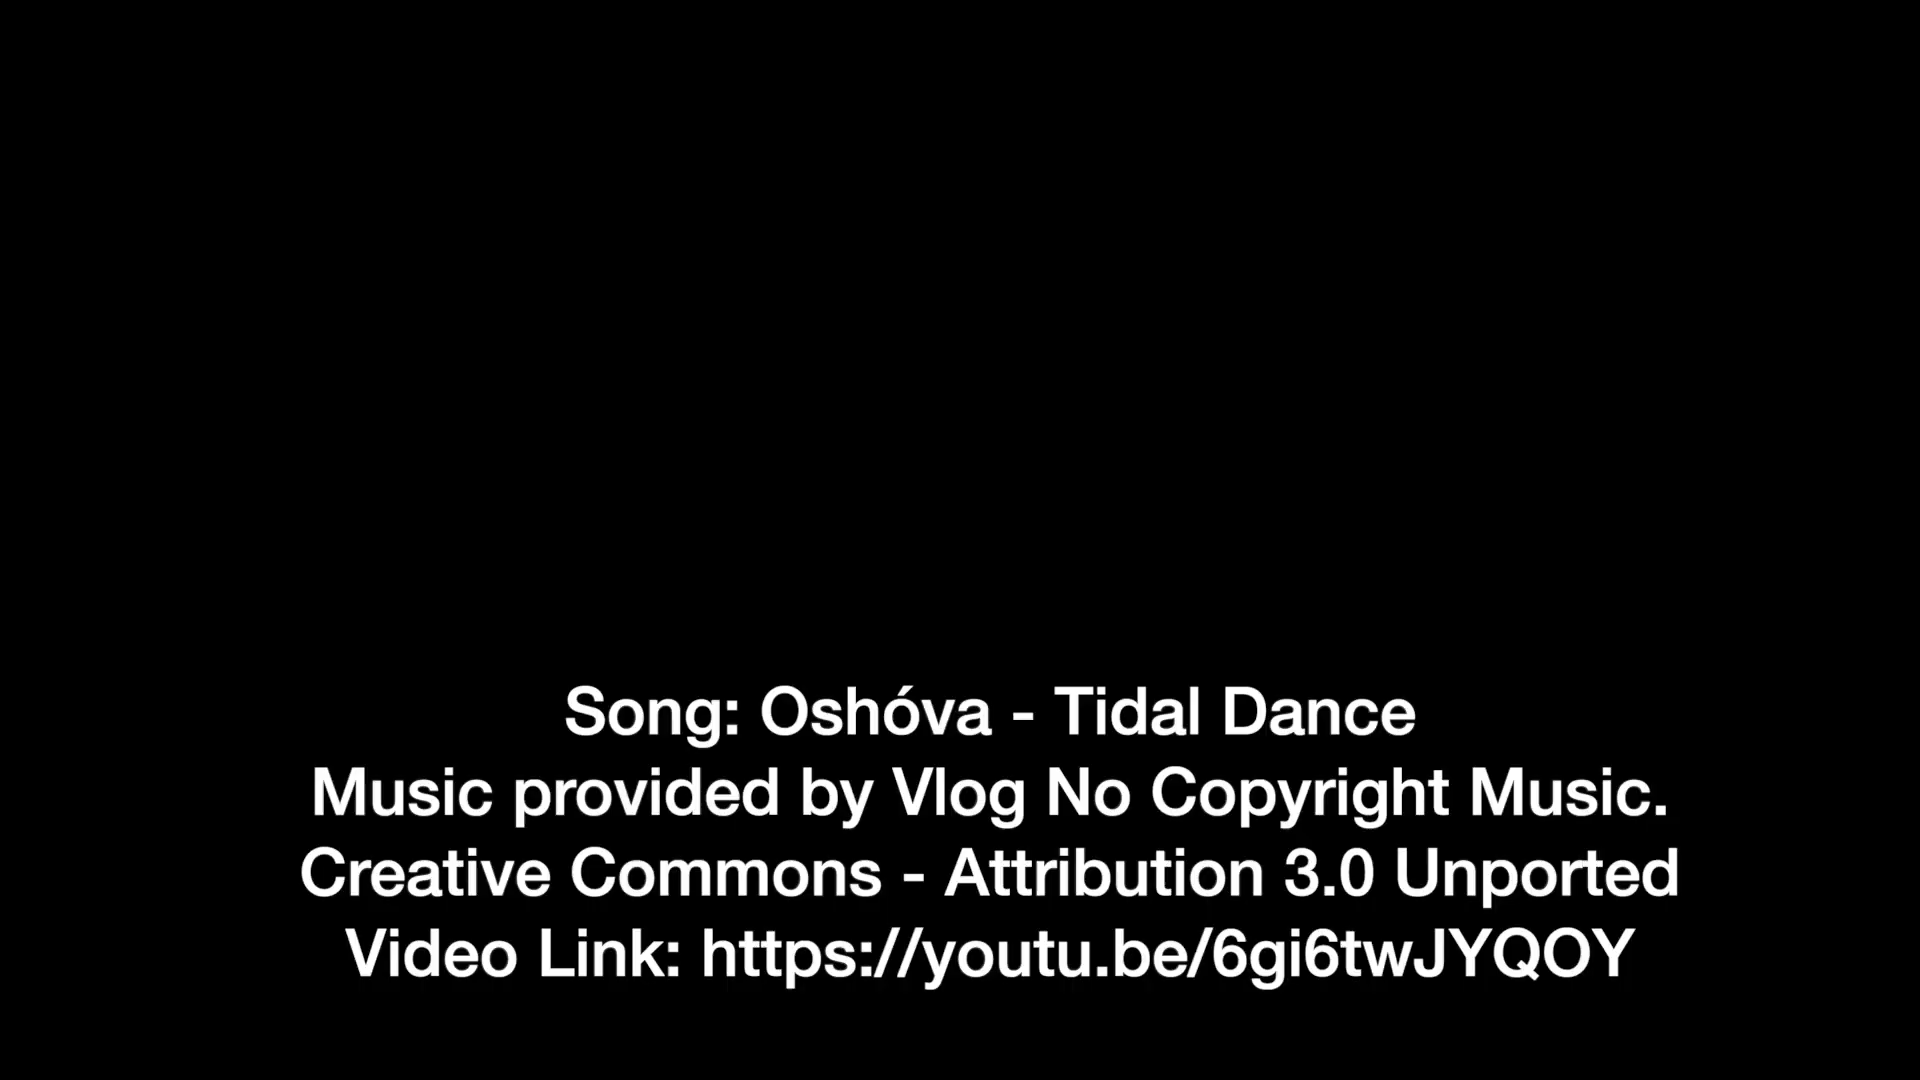 Song: Oshóva - Tidal Dance
Music provided by Vlog No Copyright Music.
Creative Commons - Attribution 3.0 Unported
Video Link: https://youtu.be/6gi6twJYQOY